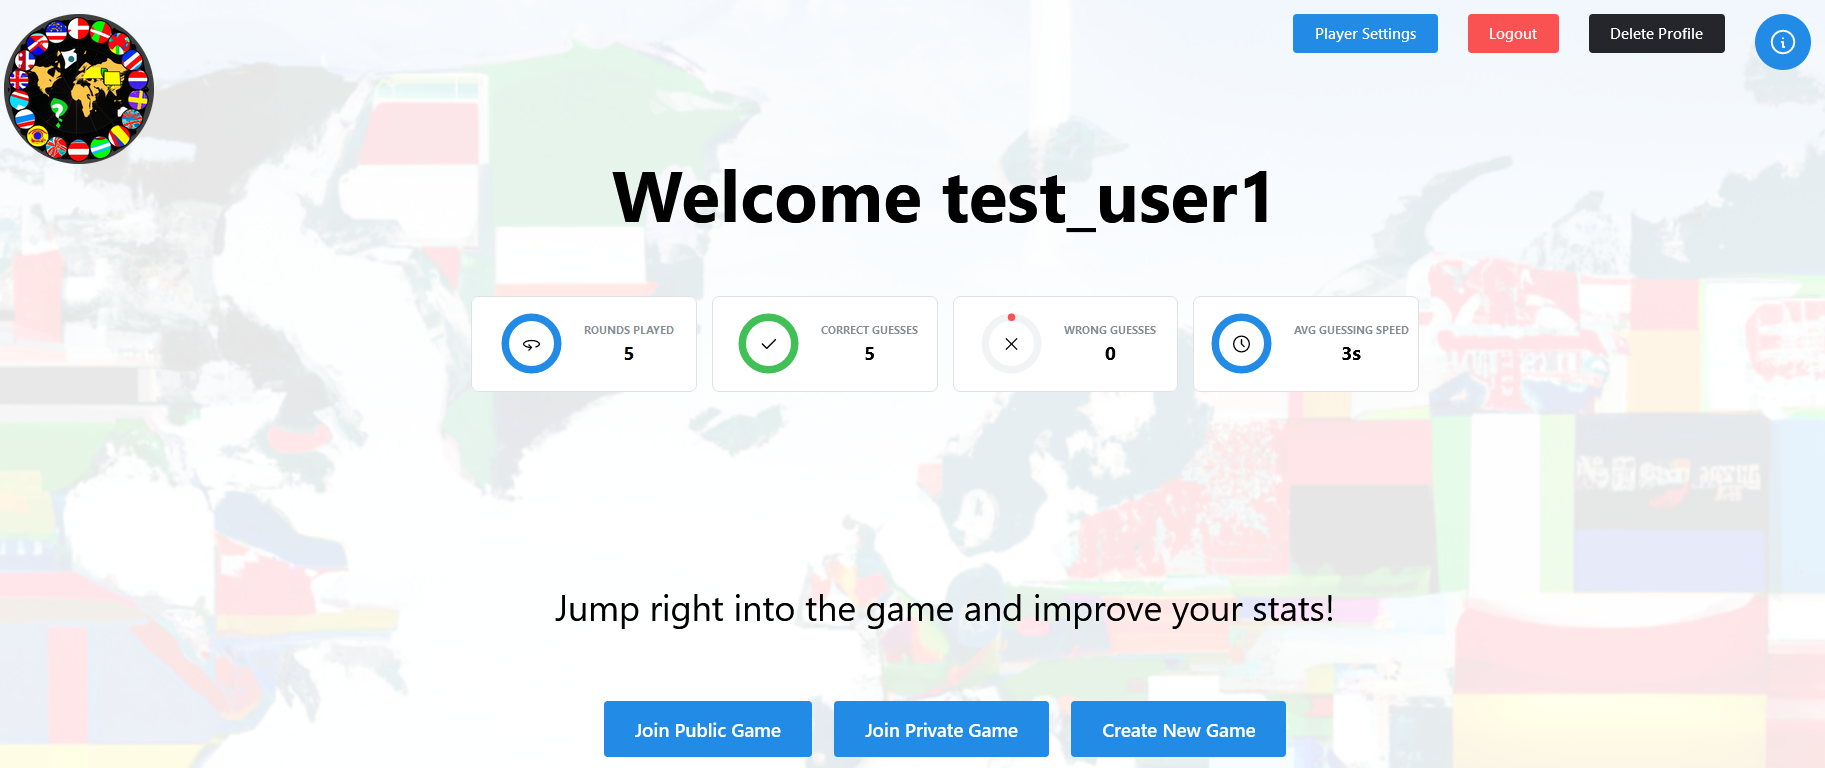 Player Settings
Logout
Delete Profile
Welcome test_user1
ROUNDS PLAYED
5
CORRECT GUESSES
5
WRONG GUESSES
0
AVG GUESSING SPEED
3s
Jump right into the game and improve your stats!
Join Public Game
Join Private Game
Create New Game